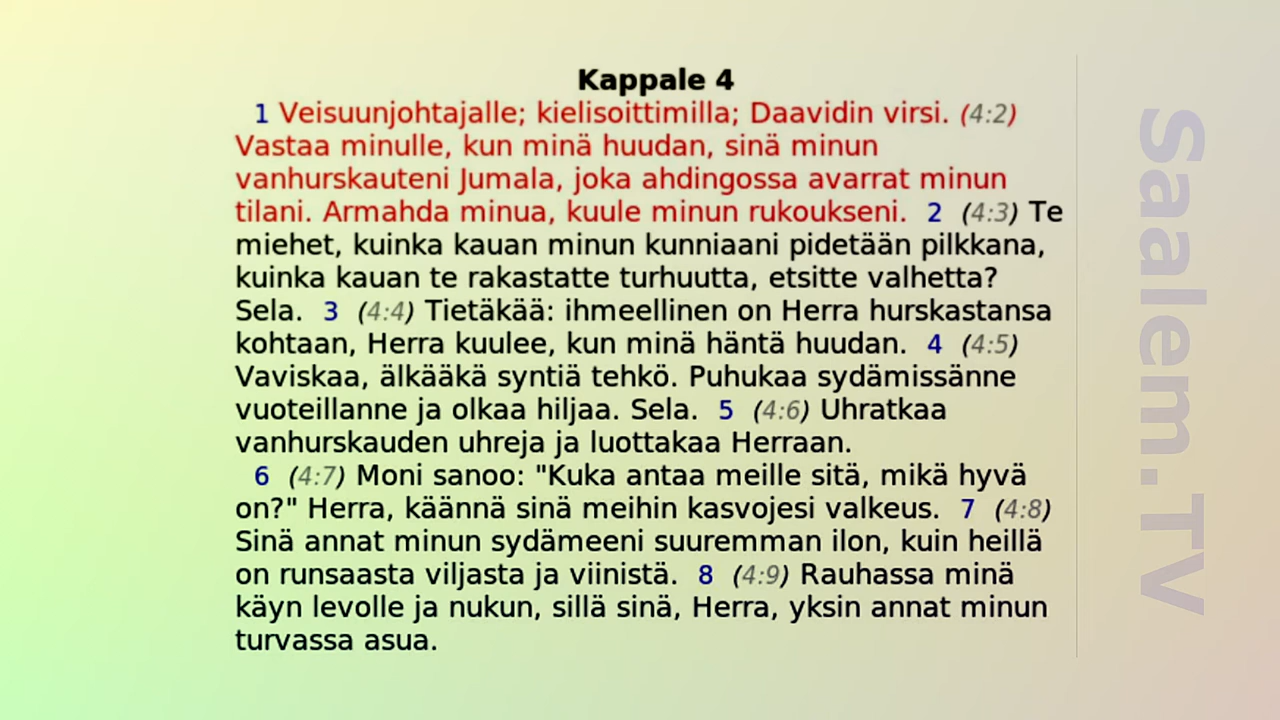 Kappale 4
1 Veisuunjohtajalle; kielisoittimilla; Daavidin virsi. (4:2)
Vastaa minulle, kun minä huudan, sinä minun
vanhurskauteni Jumala, joka ahdingossa avarrat minun
tilani. Armahda minua, kuule minun rukoukseni. 2 (4:3) Te
miehet, kuinka kauan minun kunniaani pidetään pilkkana,
kuinka kauan te rakastatte turhuutta, etsitte valhetta?
Sela. 3 (4:4) Tietäkää: ihmeellinen on Herra hurskastansa
kohtaan, Herra kuulee, kun minä häntä huudan. 4 (4:5)
Vaviskaa, älkääkä syntiä tehkö. Puhukaa sydämissänne
vuoteillanne ja olkaa hiljaa. Sela. 5 (4:6) Uhratkaa
vanhurskauden uhreja ja luottakaa Herraan.
6 (4:7) Moni sanoo: "Kuka antaa meille sitä, mikä hyvä
on?" Herra, käännä sinä meihin kasvojesi valkeus. 7 (4:8)
Sinä annat minun sydämeeni suuremman ilon, kuin heillä
on runsaasta viljasta ja viinistä. 8 (4:9) Rauhassa minä
käyn levolle ja nukun, sillä sinä, Herra, yksin annat minun
turvassa asua.
Saalem.TV